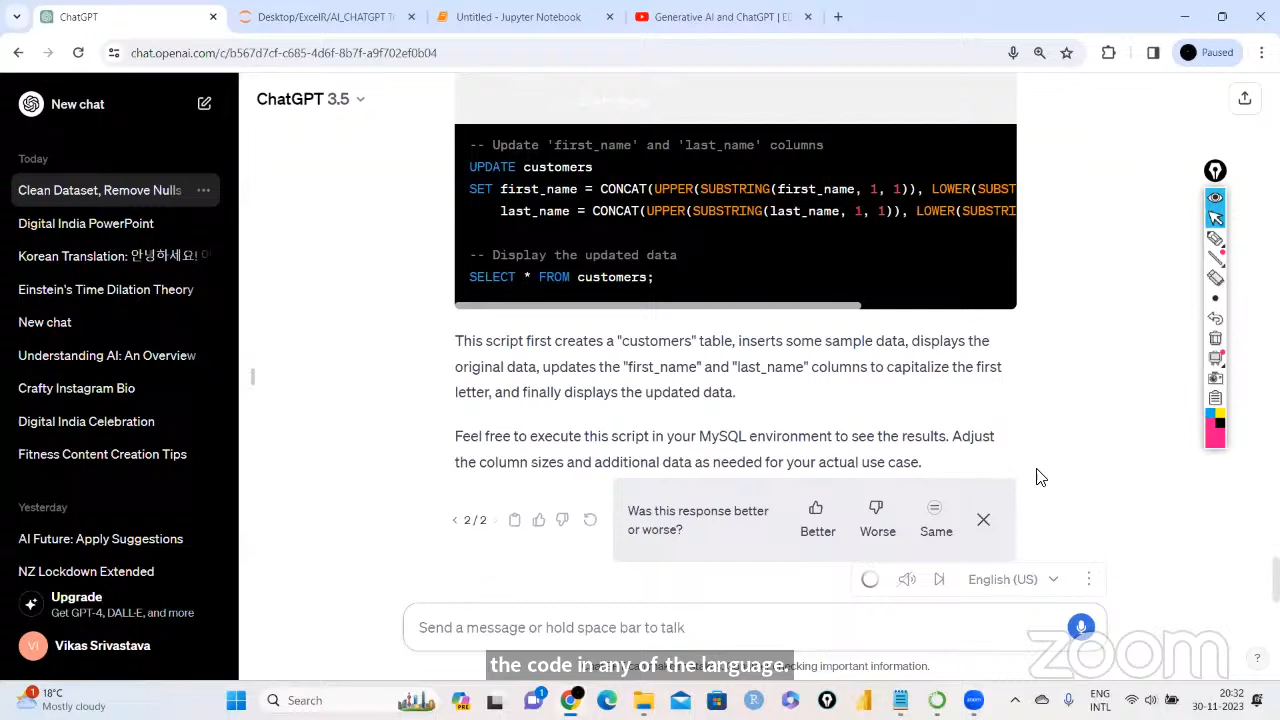 ChatGPT
Desktop/ExcelR/AI_CHATGPT T
Untitled - Jupyter Notebook
Generative AI and ChatGPT | E
chat.openai.com/c/b567d7cf-c685-4d6f-8b7f-a9f702ef0b04
Paused
New chat
ChatGPT 3.5
Today
Clean Dataset, Remove Nulls
Digital India PowerPoint
Korean Translation: 안녕하세요! 
Einstein's Time Dilation Theory
New chat
Understanding AI: An Overview
Crafty Instagram Bio
Digital India Celebration
Fitness Content Creation Tips
Yesterday
AI Future: Apply Suggestions
NZ Lockdown Extended
Upgrade
Get GPT-4, DALL·E, and more
VI
Vikas Srivastava
-- Update 'first_name' and 'last_name' columns
UPDATE customers
SET first_name = CONCAT(UPPER(SUBSTRING(first_name, 1, 1)), LOWER(SUBST
last_name = CONCAT(UPPER(SUBSTRING(last_name, 1, 1)), LOWER(SUBSTRI
-- Display the updated data
SELECT * FROM customers;
This script first creates a "customers" table, inserts some sample data, displays the
original data, updates the "first_name" and "last_name" columns to capitalize the first
letter, and finally displays the updated data.
Feel free to execute this script in your MySQL environment to see the results. Adjust
the column sizes and additional data as needed for your actual use case.
2 / 2
Was this response better
or worse?
Better
Worse
Same
English (US)
Send a message or hold space bar to talk
the code in any of the language.
important information.
zoom
?
18°C
Mostly cloudy
Search
PRE
1
R
zoom
ENG
INTL
20:32
30-11-2023